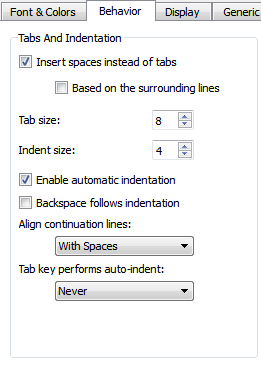 Font & Colors Behavior Display Generic
Tabs And Indentation
Insert spaces instead of tabs
Based on the surrounding lines
Tab size: 8
Indent size: 4
Enable automatic indentation
Backspace follows indentation
Align continuation lines:
With Spaces
Tab key performs auto-indent:
Never